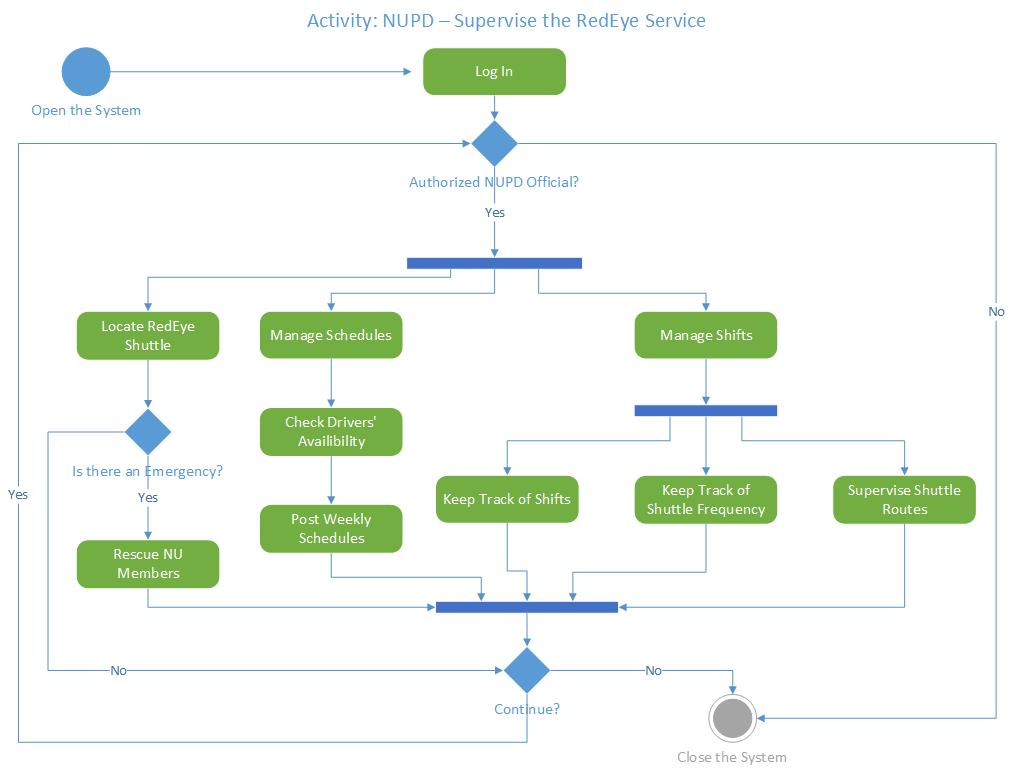 Activity: NUPD – Supervise the RedEye Service
Log In
Open the System
Authorized NUPD Official?
Yes
No
Locate RedEye
Shuttle
Manage Schedules
Manage Shifts
Check Drivers'
Availibility
Is there an Emergency?
Yes
Yes
Keep Track of Shifts
Keep Track of
Shuttle Frequency
Supervise Shuttle
Routes
Post Weekly
Schedules
Rescue NU
Members
No
No
Continue?
Close the System